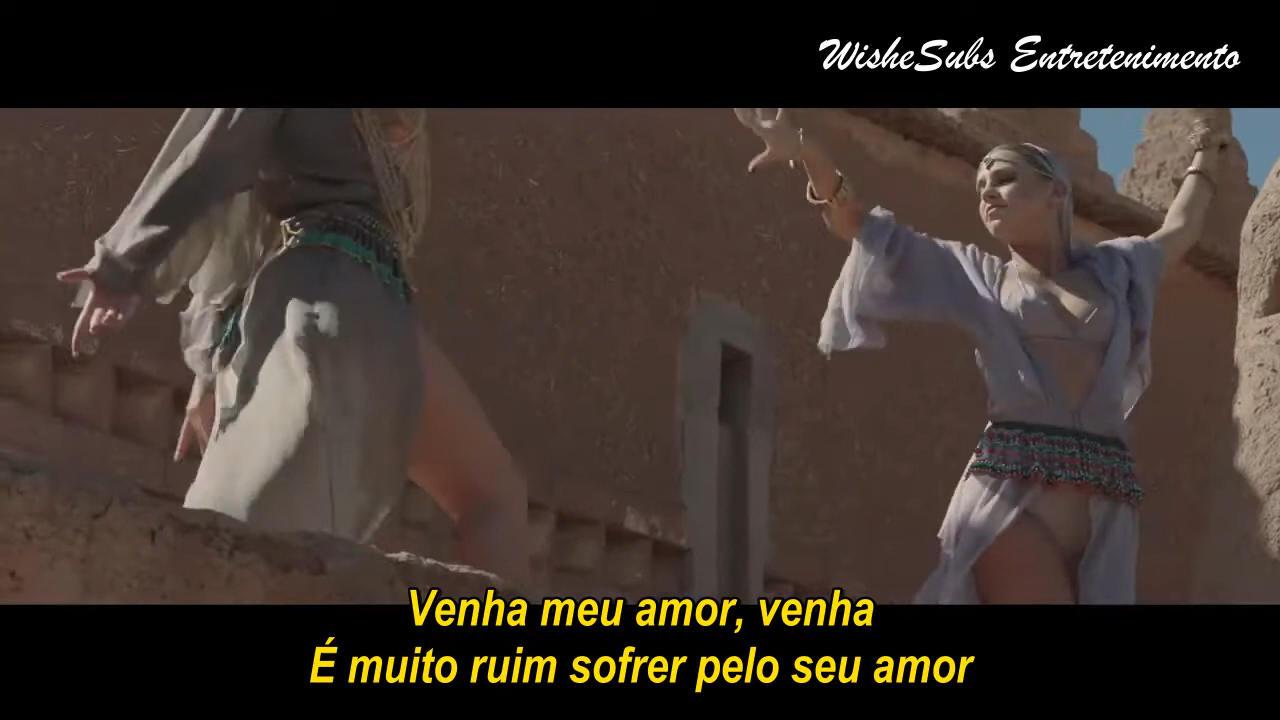 WisheSubs Entretenimento
Venha meu amor, venha
É muito ruim sofrer pelo seu amor